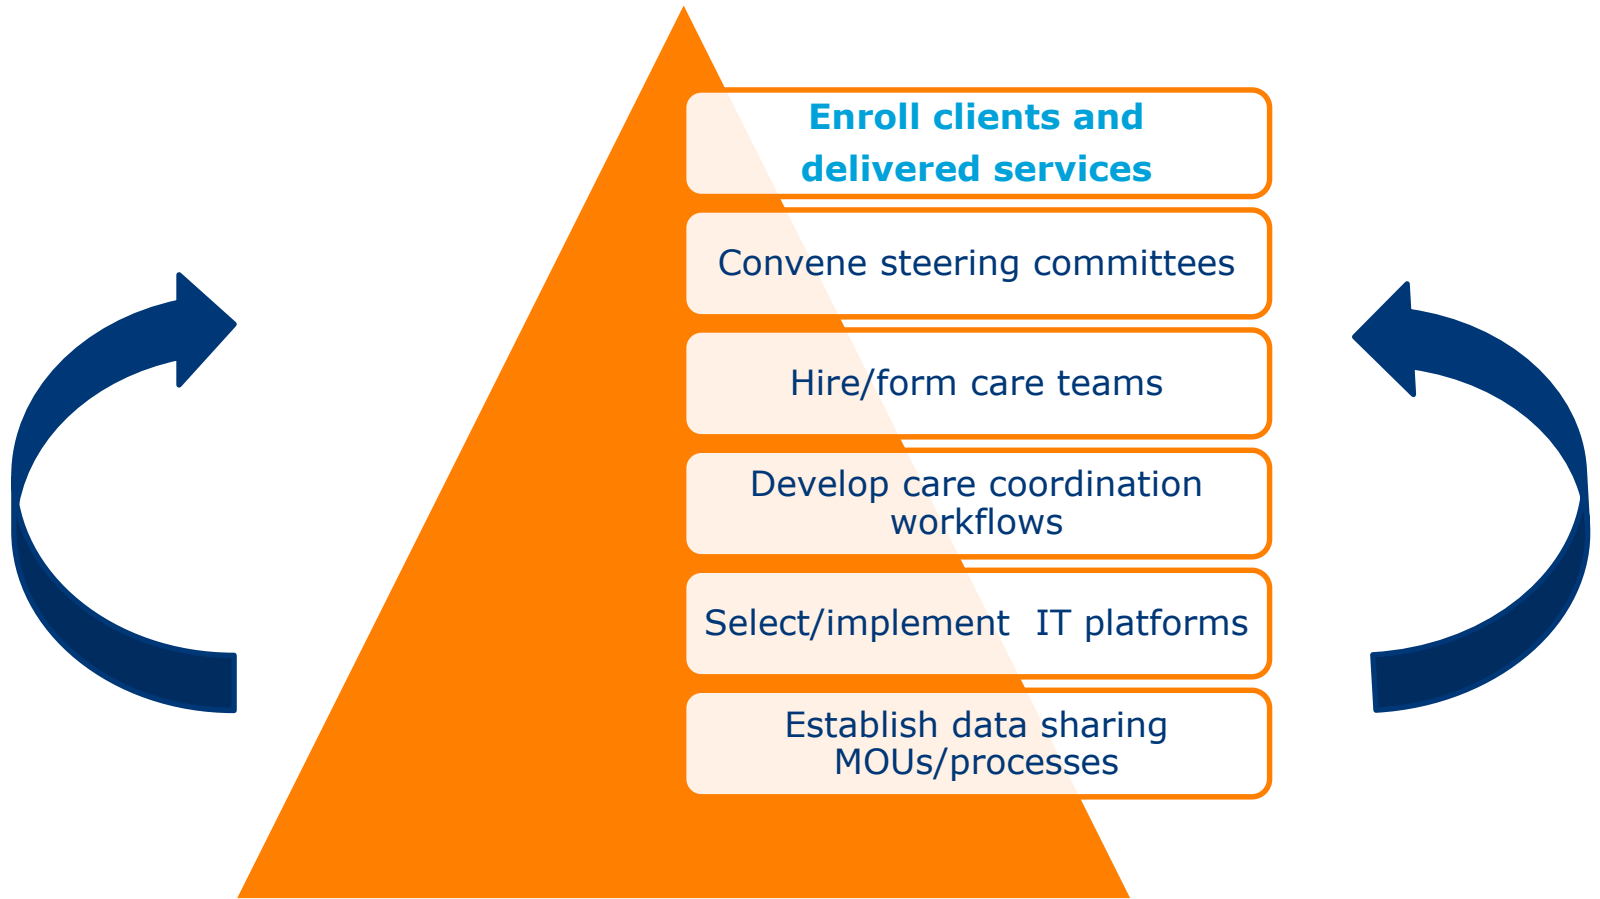 Enroll clients and
delivered services
Convene steering committees
Hire/form care teams
Develop care coordination
workflows
Select/implement  IT platforms
Establish data sharing
MOUs/processes